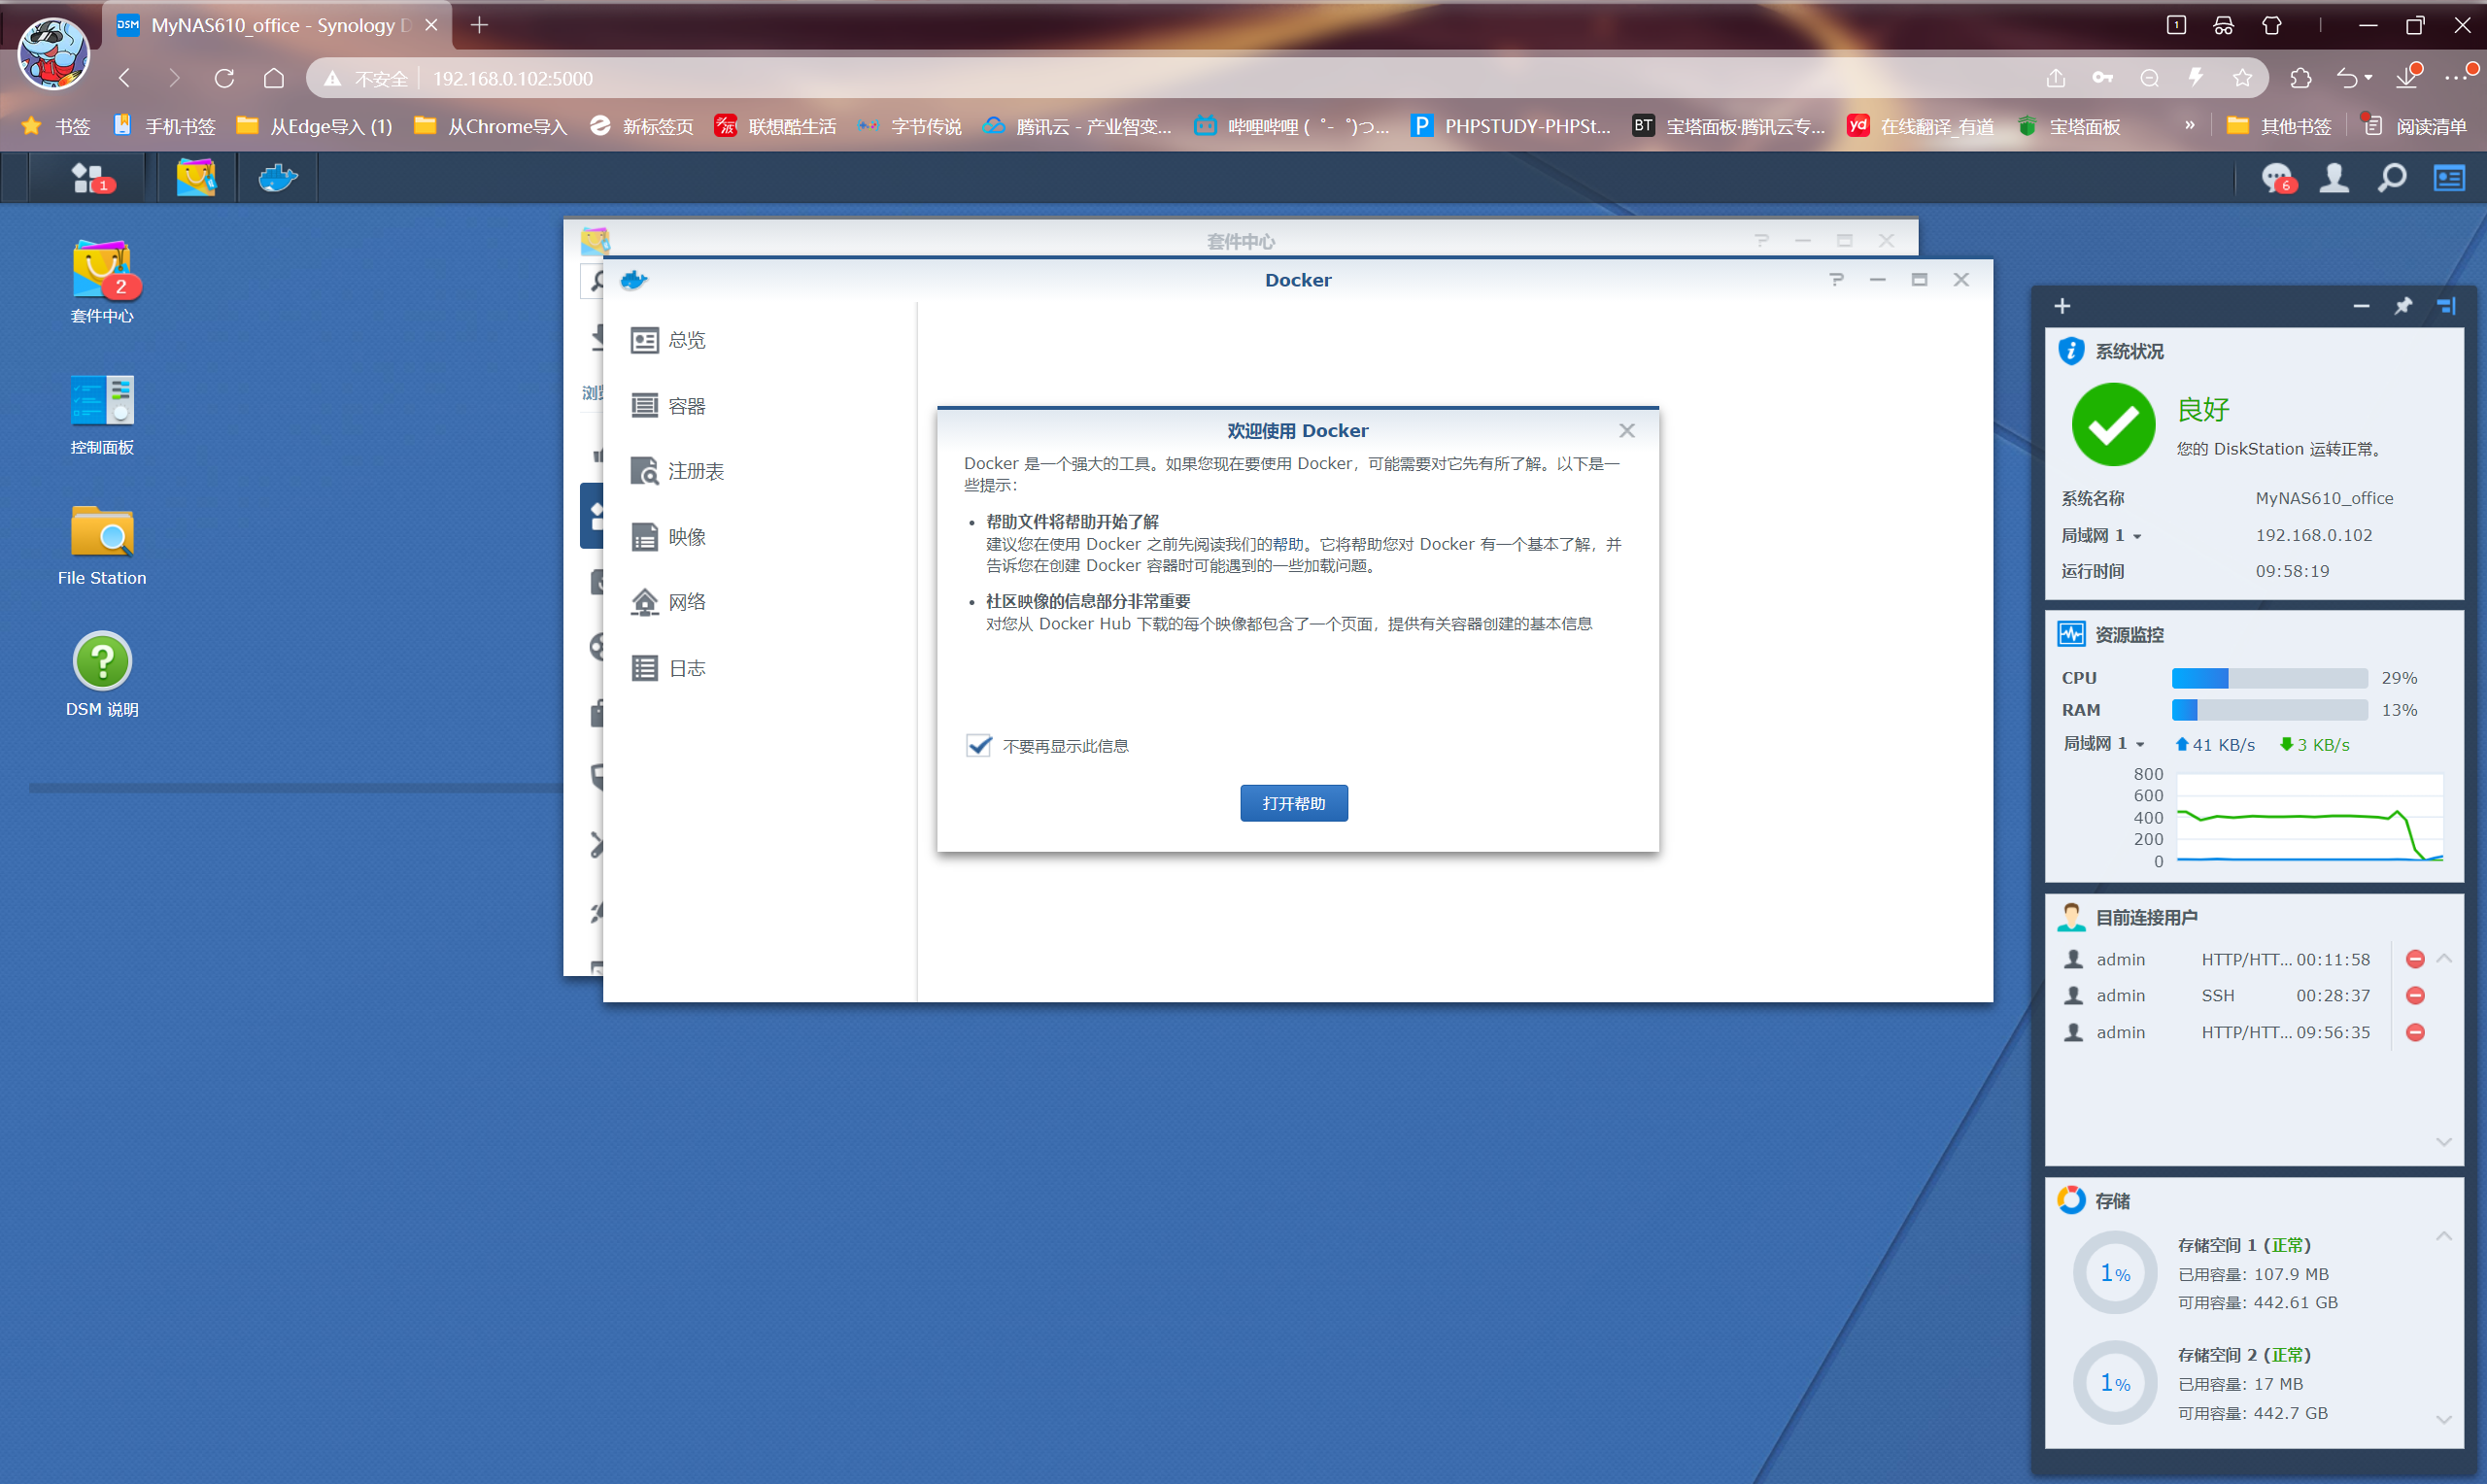 MyNAS610_office - Synology D
1
不安全
192.168.0.102:5000
书签
手机书签
从Edge导入 (1)
从Chrome导入
新标签页
联想酷生活
字节传说
腾讯云 - 产业智变...
哔哩哔哩 ( ゜- ゜)つ...
PHPSTUDY-PHPSt...
宝塔面板·腾讯云专...
在线翻译_有道
宝塔面板
»
其他书签
阅读清单
1
6
2
套件中心
控制面板
File Station
DSM 说明
套件中心
Docker
总览
容器
注册表
映像
网络
日志
欢迎使用 Docker
Docker 是一个强大的工具。如果您现在要使用 Docker，可能需要对它先有所了解。以下是一
些提示：
• 帮助文件将帮助开始了解
建议您在使用 Docker 之前先阅读我们的帮助。它将帮助您对 Docker 有一个基本了解，并
告诉您在创建 Docker 容器时可能遇到的一些加载问题。
• 社区映像的信息部分非常重要
对您从 Docker Hub 下载的每个映像都包含了一个页面，提供有关容器创建的基本信息
不要再显示此信息
打开帮助
系统状况
良好
您的 DiskStation 运转正常。
系统名称 MyNAS610_office
局域网 1 192.168.0.102
运行时间 09:58:19
资源监控
CPU 29%
RAM 13%
局域网 1 41 KB/s 3 KB/s
800
600
400
200
0
目前连接用户
admin HTTP/HTT... 00:11:58
admin SSH 00:28:37
admin HTTP/HTT... 09:56:35
存储
1%
存储空间 1 (正常)
已用容量: 107.9 MB
可用容量: 442.61 GB
1%
存储空间 2 (正常)
已用容量: 17 MB
可用容量: 442.7 GB